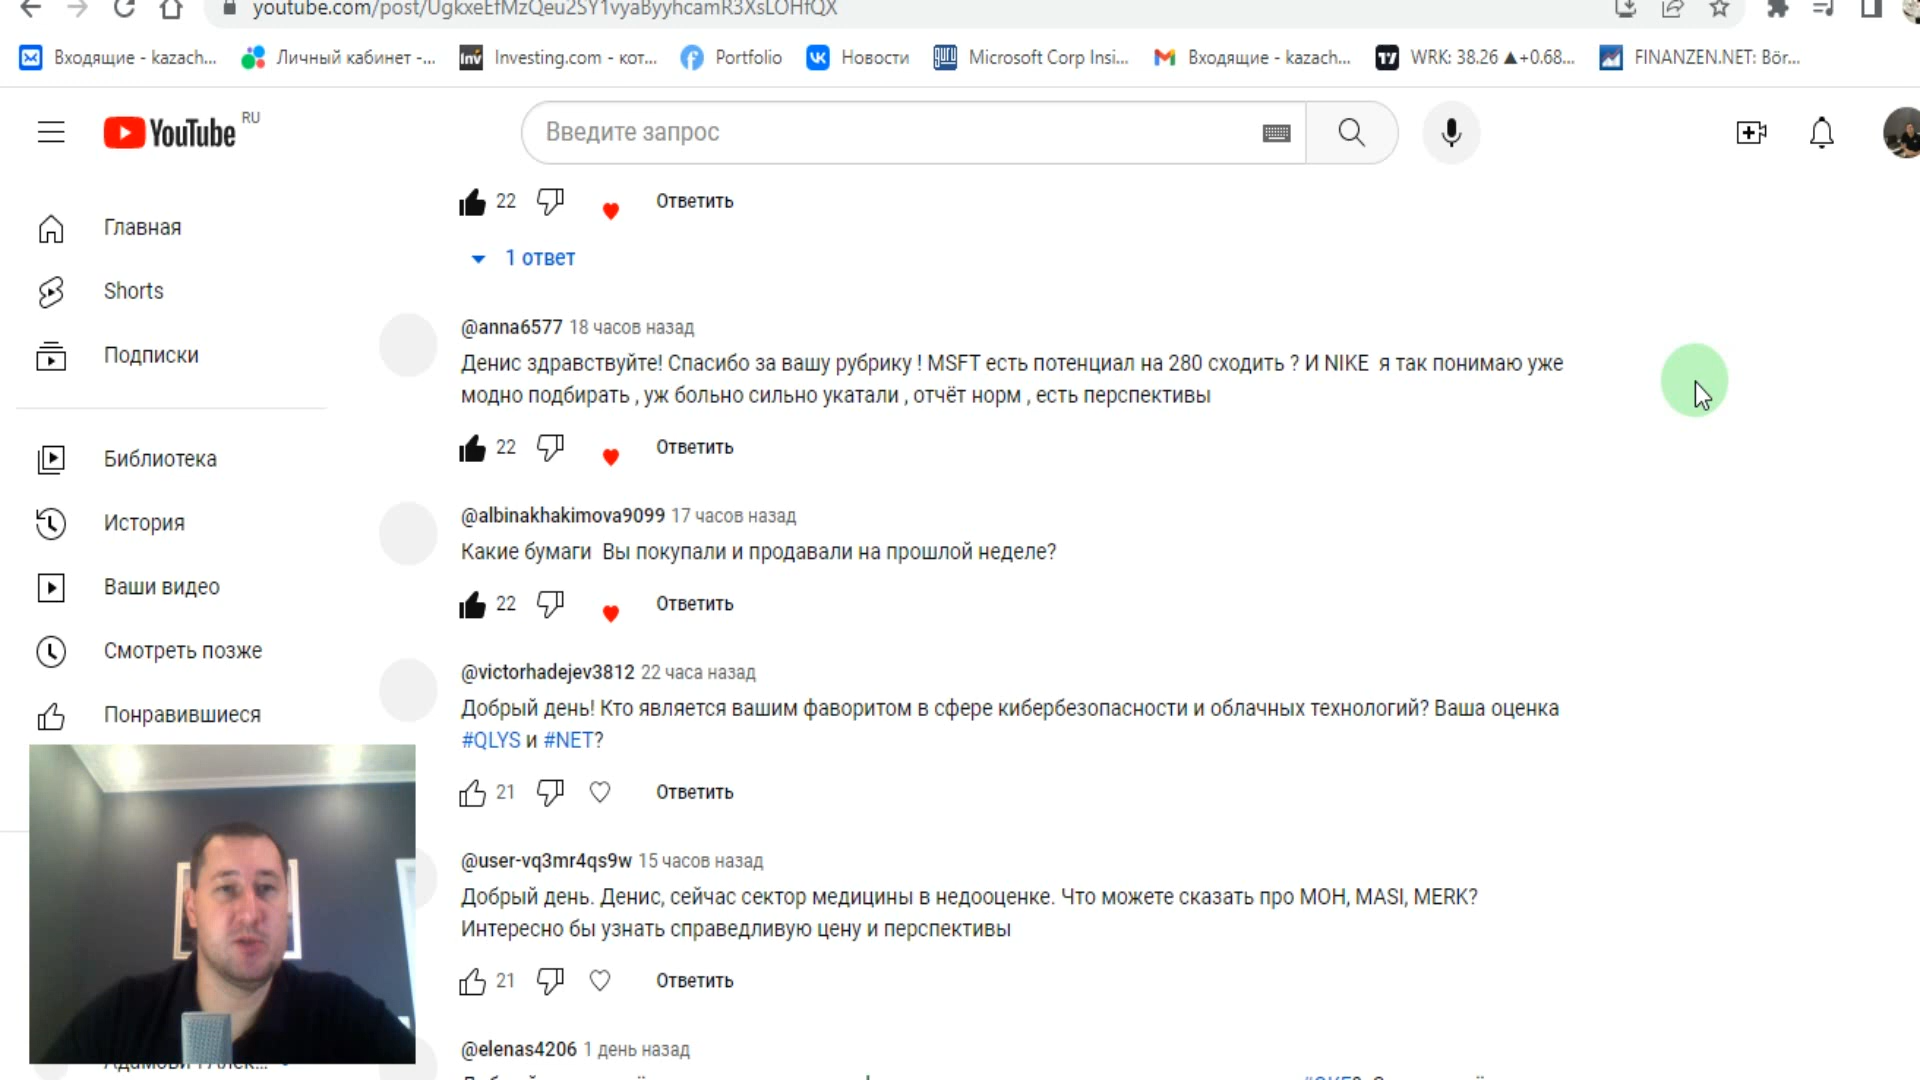 youtube.com/post/UgkxeEfMzQeu2SY1vyaByyhcamR3XsLOHfQX
Входящие - kazach...
Личный кабинет -...
Inv
Investing.com - кот...
Portfolio
Новости
guru
Microsoft Corp Insi...
Входящие - kazach...
WRK: 38.26 ▲+0.68...
FINANZEN.NET: Bör...
YouTube RU
Введите запрос
22
Ответить
Главная
1 ответ
Shorts
@anna6577 18 часов назад
Подписки
Денис здравствуйте! Спасибо за вашу рубрику ! MSFT есть потенциал на 280 сходить ? И NIKE я так понимаю уже
модно подбирать , уж больно сильно укатали , отчёт норм , есть перспективы
Библиотека
22
Ответить
История
@albinakhakimova9099 17 часов назад
Какие бумаги Вы покупали и продавали на прошлой неделе?
Ваши видео
22
Ответить
Смотреть позже
@victorhadejev3812 22 часа назад
Понравившиеся
Добрый день! Кто является вашим фаворитом в сфере кибербезопасности и облачных технологий? Ваша оценка
#QLYS и #NET?
21
Ответить
@user-vq3mr4qs9w 15 часов назад
Добрый день. Денис, сейчас сектор медицины в недооценке. Что можете сказать про MOH, MASI, MERK?
Интересно бы узнать справедливую цену и перспективы
21
Ответить
@elenas4206 1 день назад